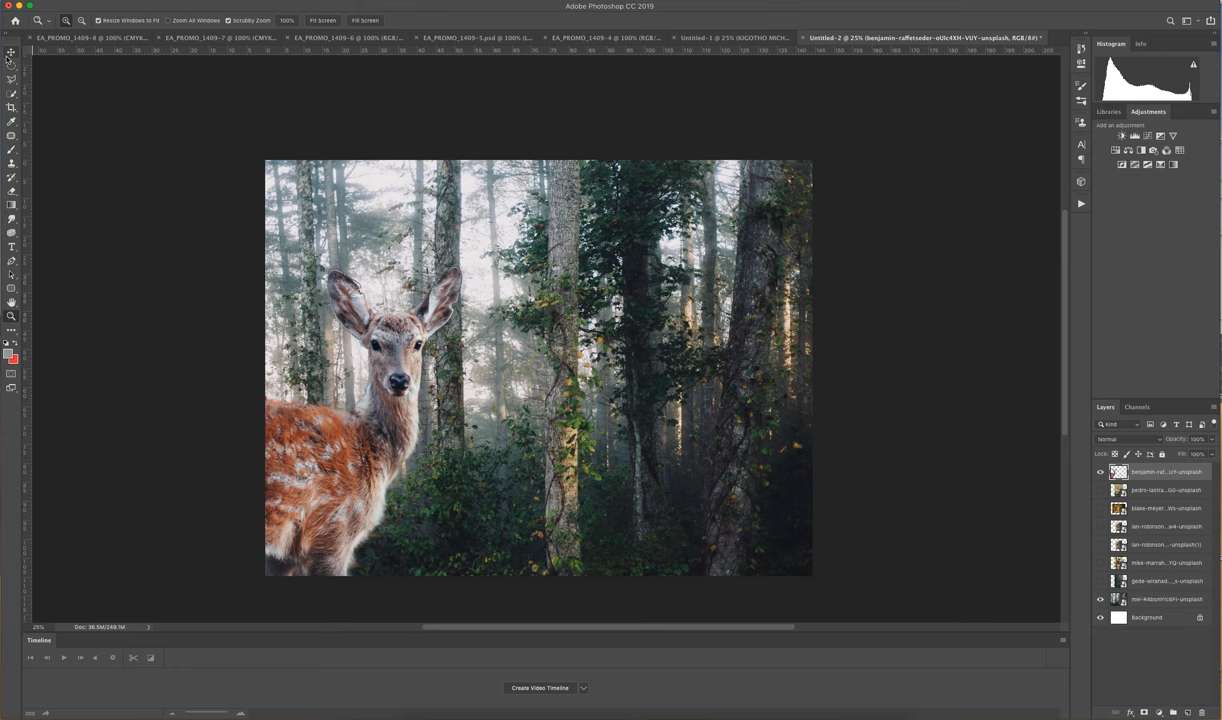 Adobe Photoshop CC 2019
Resize Windows to Fit Zoom All Windows Scrubby Zoom 100% Fit Screen Fill Screen
EA_PROMO_1409-8 @ 100% (CMYK... EA_PROMO_1409-7 @ 100% (CMYK... EA_PROMO_1409-6 @ 100% (RGB/... EA_PROMO_1409-5.psd @ 100% (L... EA_PROMO_1409-4 @ 100% (RGB/... Untitled-1 @ 25% (KIGOTHO MICH... Untitled-2 @ 25% (benjamin-raffetseder-oUIc4XH-VUY-unsplash, RGB/8#) *
Histogram Info
Libraries Adjustments
Add an adjustment
Layers Channels
Kind
Normal Opacity: 100%
Lock: Fill: 100%
benjamin-raf...UY-unsplash
pedro-lastra...G0-unsplash
blake-meyer...Ws-unsplash
ian-robinson...w4-unsplash
ian-robinson...-unsplash(1)
mike-marrah...YQ-unsplash
gede-wirahad..._s-unsplash
mel-R4bsmYIc6FI-unsplash
Background
25% Doc: 36.5M/249.1M
Timeline
Create Video Timeline